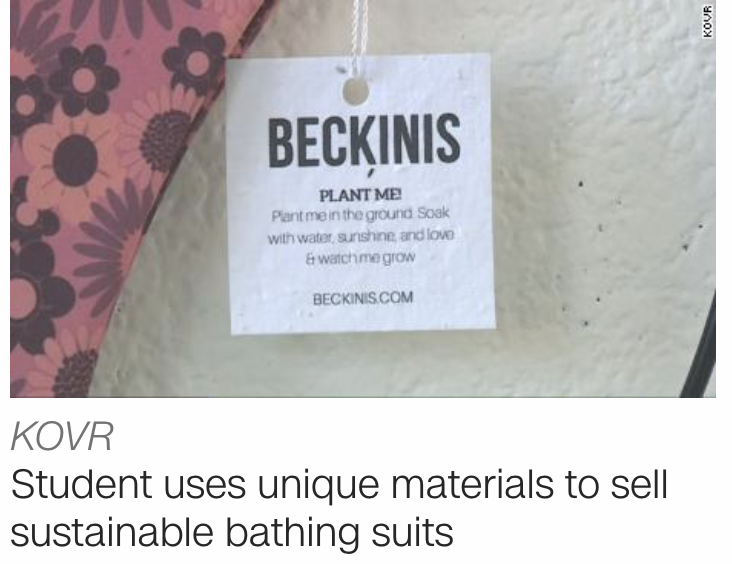 KOVR
BECKINIS
PLANT ME!
Plant me in the ground. Soak
with water, sunshine, and love
& watch me grow
BECKINIS.COM
KOVR
Student uses unique materials to sell
sustainable bathing suits